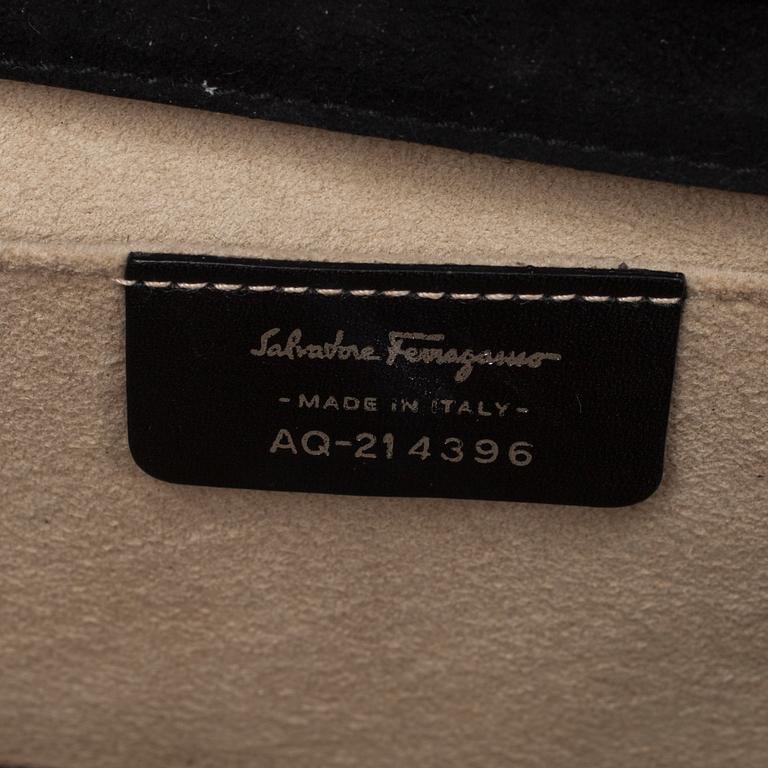 Salvatore Ferragamo
- MADE IN ITALY -
AQ-214396